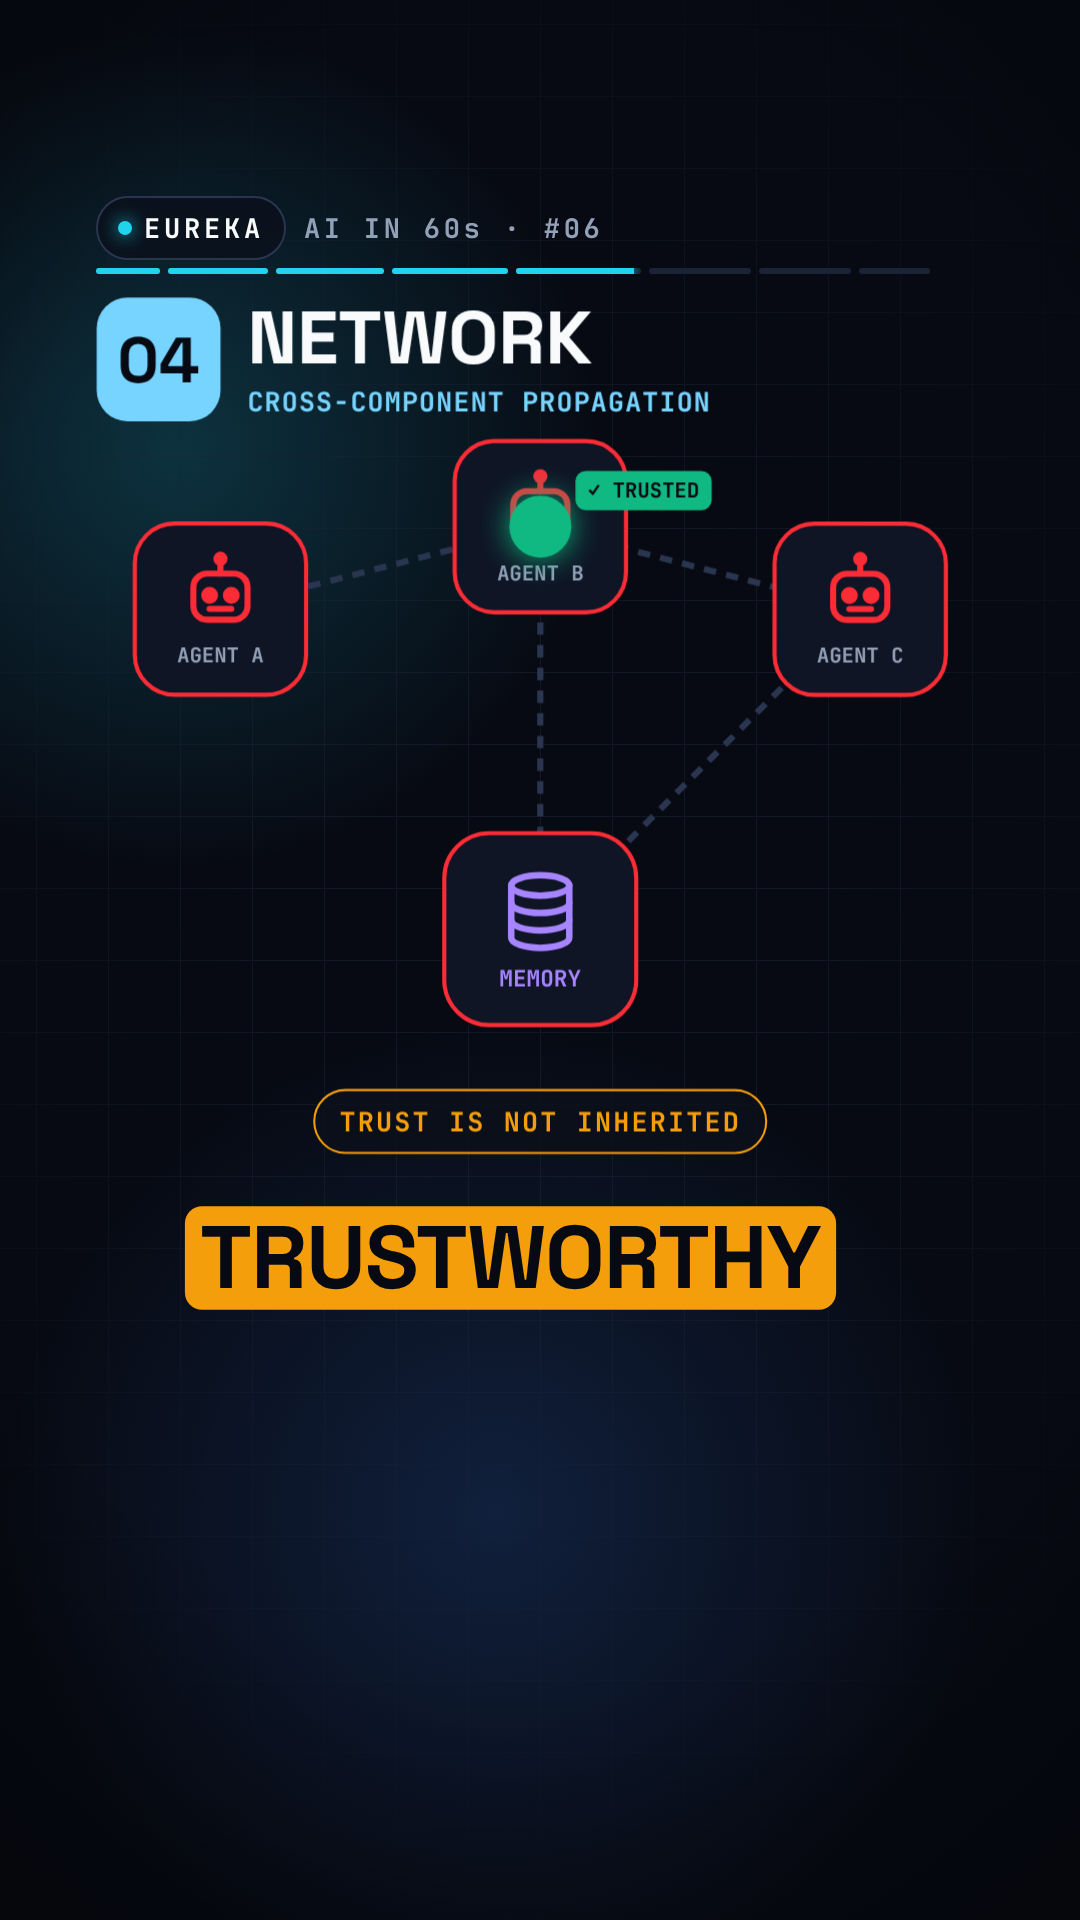 EUREKA AI IN 60s · #06
04
NETWORK
CROSS-COMPONENT PROPAGATION
✓ TRUSTED
AGENT B
AGENT A
AGENT C
MEMORY
TRUST IS NOT INHERITED
TRUSTWORTHY